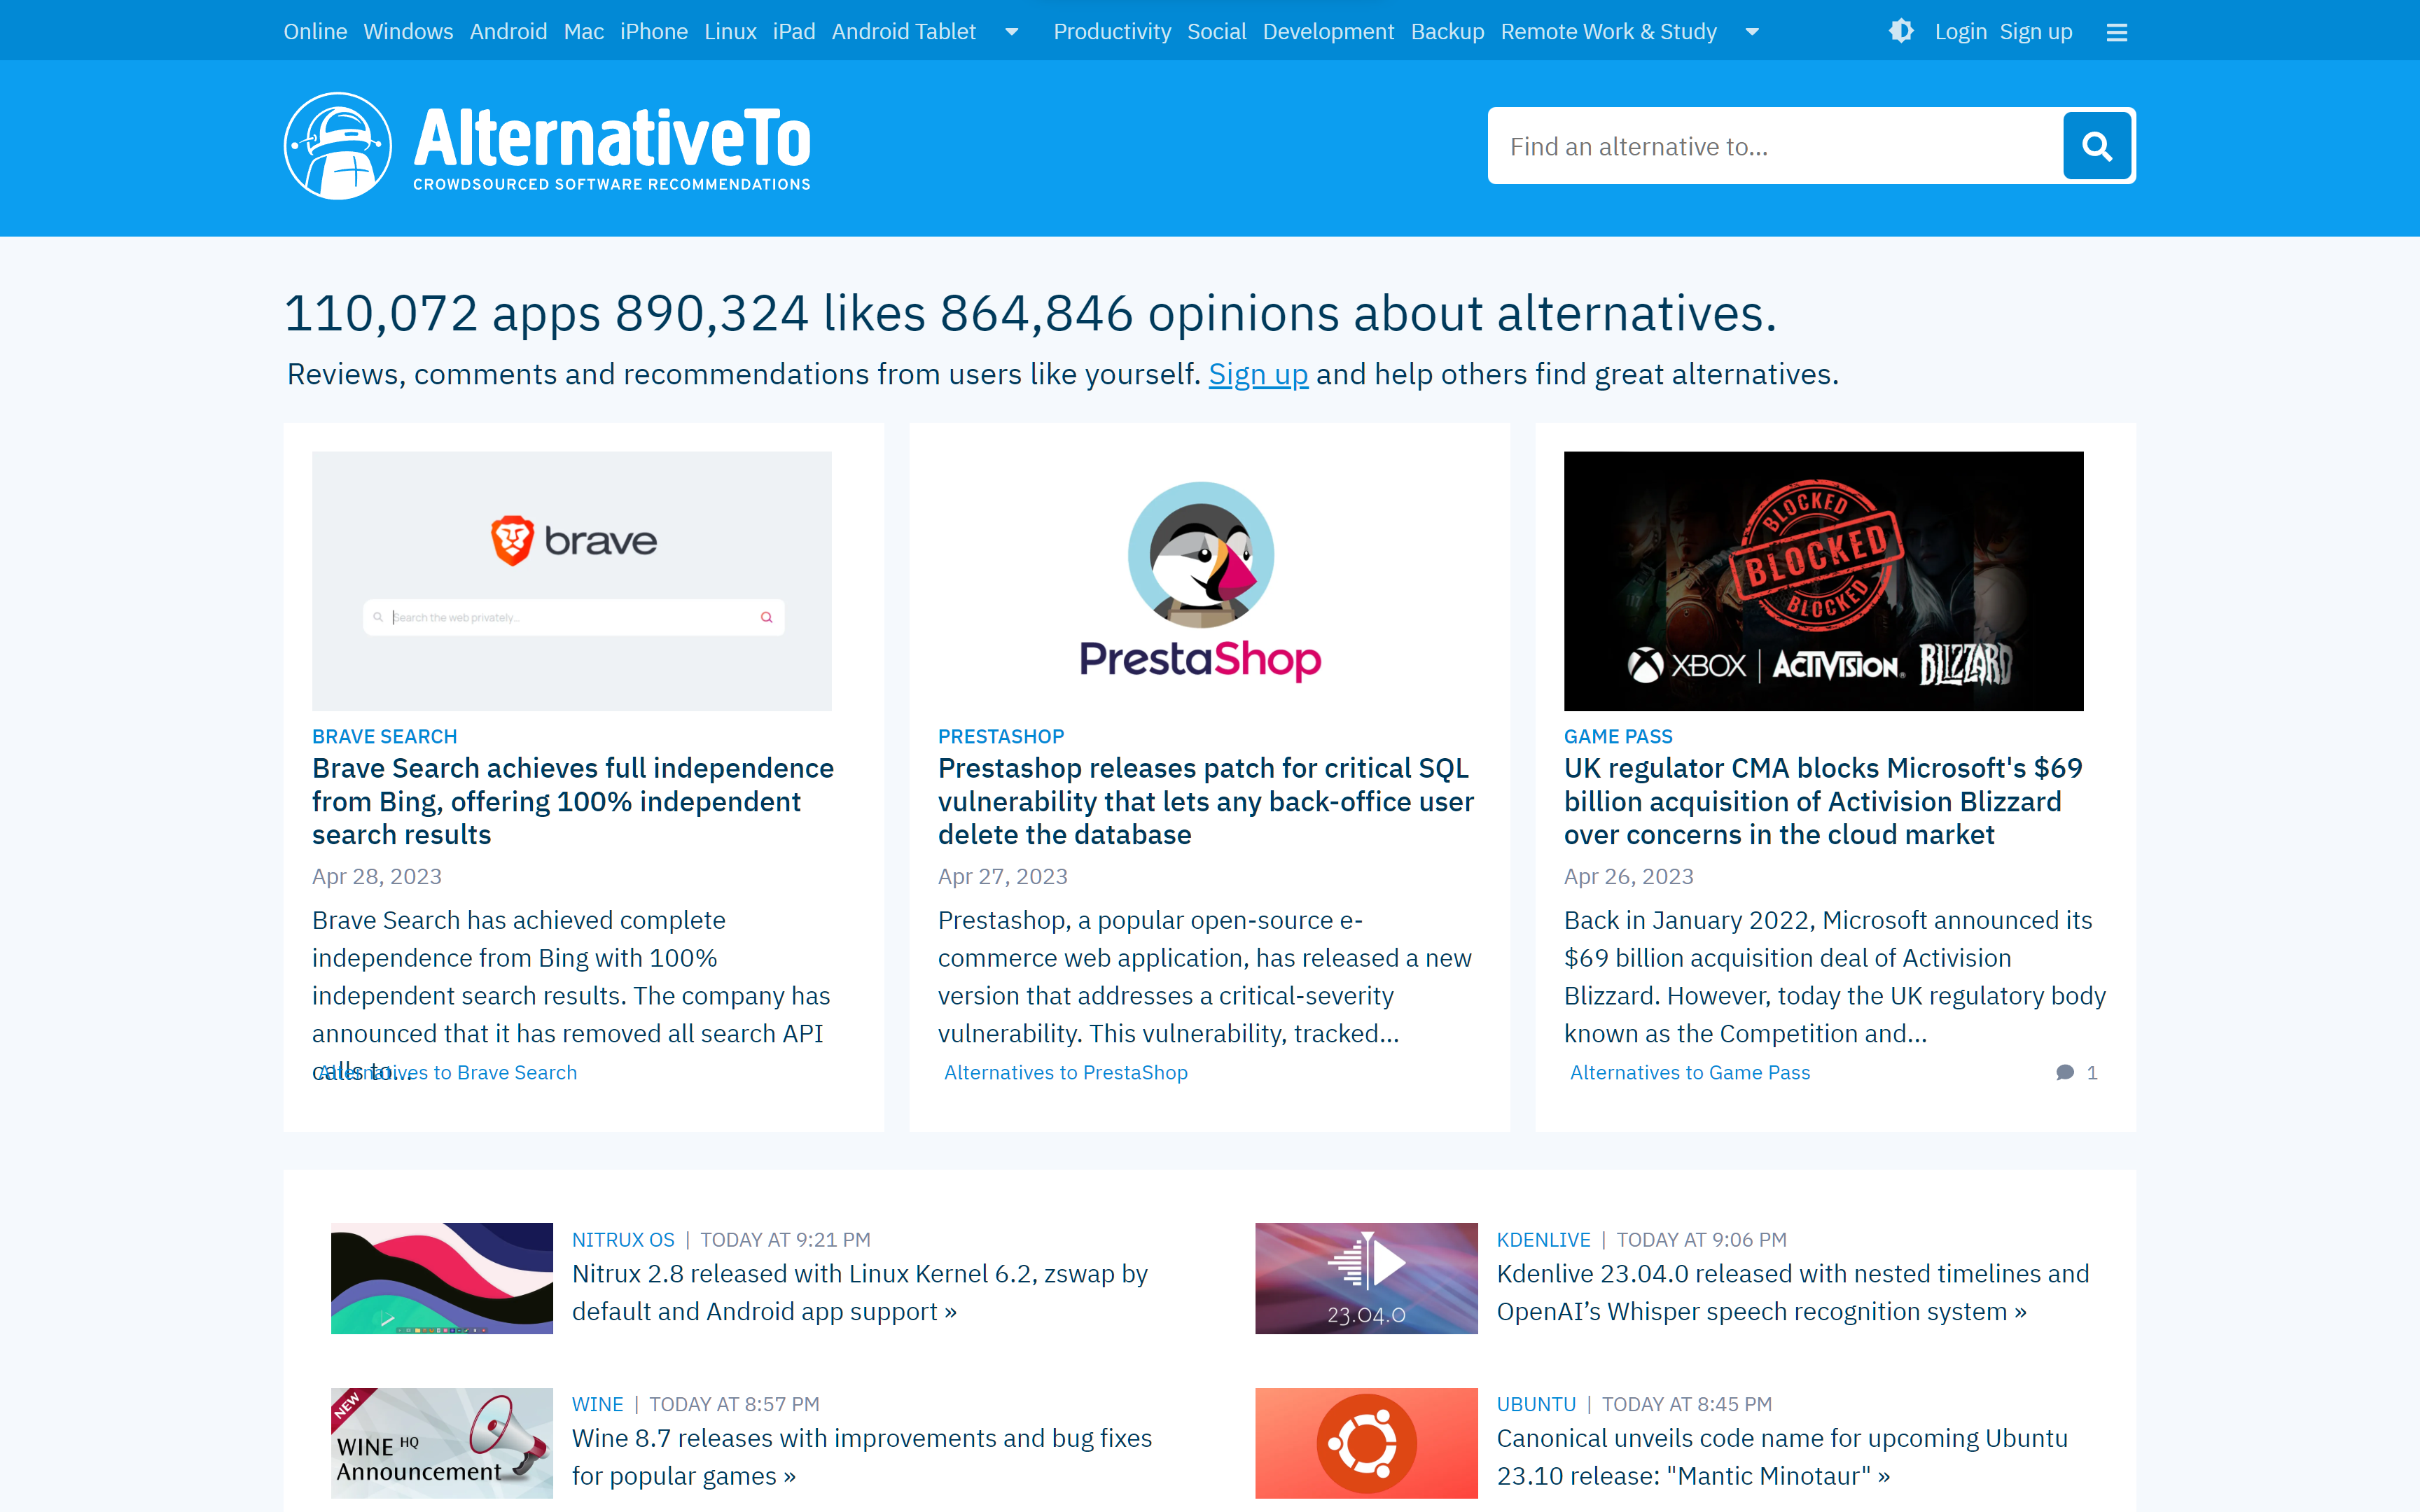 Online Windows Android Mac iPhone Linux iPad Android Tablet Productivity Social Development Backup Remote Work & Study Login Sign up
AlternativeTo
CROWDSOURCED SOFTWARE RECOMMENDATIONS
Find an alternative to...
110,072 apps 890,324 likes 864,846 opinions about alternatives.
Reviews, comments and recommendations from users like yourself. Sign up and help others find great alternatives.
brave
Search the web privately...
BRAVE SEARCH
Brave Search achieves full independence
from Bing, offering 100% independent
search results
Apr 28, 2023
Brave Search has achieved complete
independence from Bing with 100%
independent search results. The company has
announced that it has removed all search API
calls to...
Alternatives to Brave Search
PrestaShop
PRESTASHOP
Prestashop releases patch for critical SQL
vulnerability that lets any back-office user
delete the database
Apr 27, 2023
Prestashop, a popular open-source e-
commerce web application, has released a new
version that addresses a critical-severity
vulnerability. This vulnerability, tracked...
Alternatives to PrestaShop
BLOCKED
BLOCKED
BLOCKED
XBOX | ACTIVISION. BLIZZARD
GAME PASS
UK regulator CMA blocks Microsoft's $69
billion acquisition of Activision Blizzard
over concerns in the cloud market
Apr 26, 2023
Back in January 2022, Microsoft announced its
$69 billion acquisition deal of Activision
Blizzard. However, today the UK regulatory body
known as the Competition and...
Alternatives to Game Pass 1
NITRUX OS | TODAY AT 9:21 PM
Nitrux 2.8 released with Linux Kernel 6.2, zswap by
default and Android app support »
23.04.0
KDENLIVE | TODAY AT 9:06 PM
Kdenlive 23.04.0 released with nested timelines and
OpenAI’s Whisper speech recognition system »
NEW
WINE HQ
Announcement
WINE | TODAY AT 8:57 PM
Wine 8.7 releases with improvements and bug fixes
for popular games »
UBUNTU | TODAY AT 8:45 PM
Canonical unveils code name for upcoming Ubuntu
23.10 release: "Mantic Minotaur" »